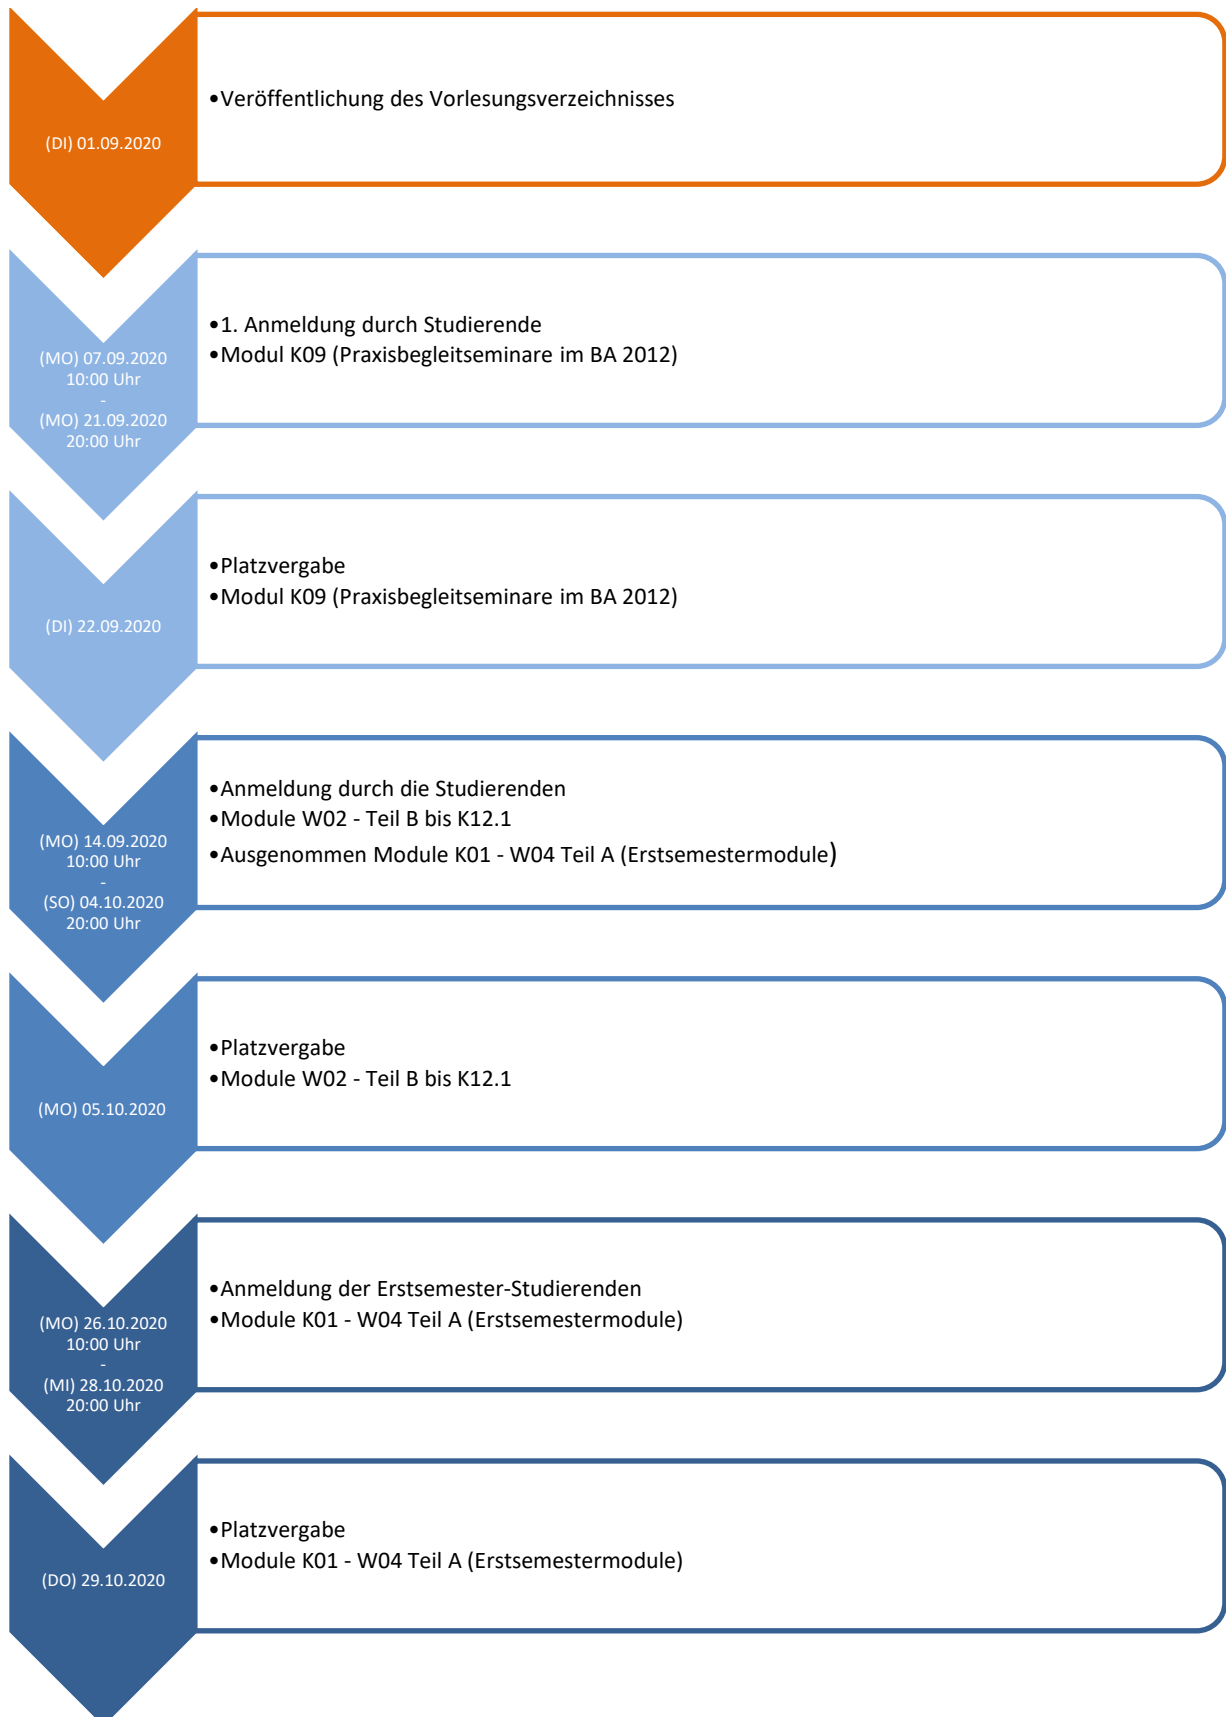 (DI) 01.09.2020
•Veröffentlichung des Vorlesungsverzeichnisses
(MO) 07.09.2020
10:00 Uhr
-
(MO) 21.09.2020
20:00 Uhr
•1. Anmeldung durch Studierende
•Modul K09 (Praxisbegleitseminare im BA 2012)
(DI) 22.09.2020
•Platzvergabe
•Modul K09 (Praxisbegleitseminare im BA 2012)
(MO) 14.09.2020
10:00 Uhr
-
(SO) 04.10.2020
20:00 Uhr
•Anmeldung durch die Studierenden
•Module W02 - Teil B bis K12.1
•Ausgenommen Module K01 - W04 Teil A (Erstsemestermodule)
(MO) 05.10.2020
•Platzvergabe
•Module W02 - Teil B bis K12.1
(MO) 26.10.2020
10:00 Uhr
-
(MI) 28.10.2020
20:00 Uhr
•Anmeldung der Erstsemester-Studierenden
•Module K01 - W04 Teil A (Erstsemestermodule)
(DO) 29.10.2020
•Platzvergabe
•Module K01 - W04 Teil A (Erstsemestermodule)